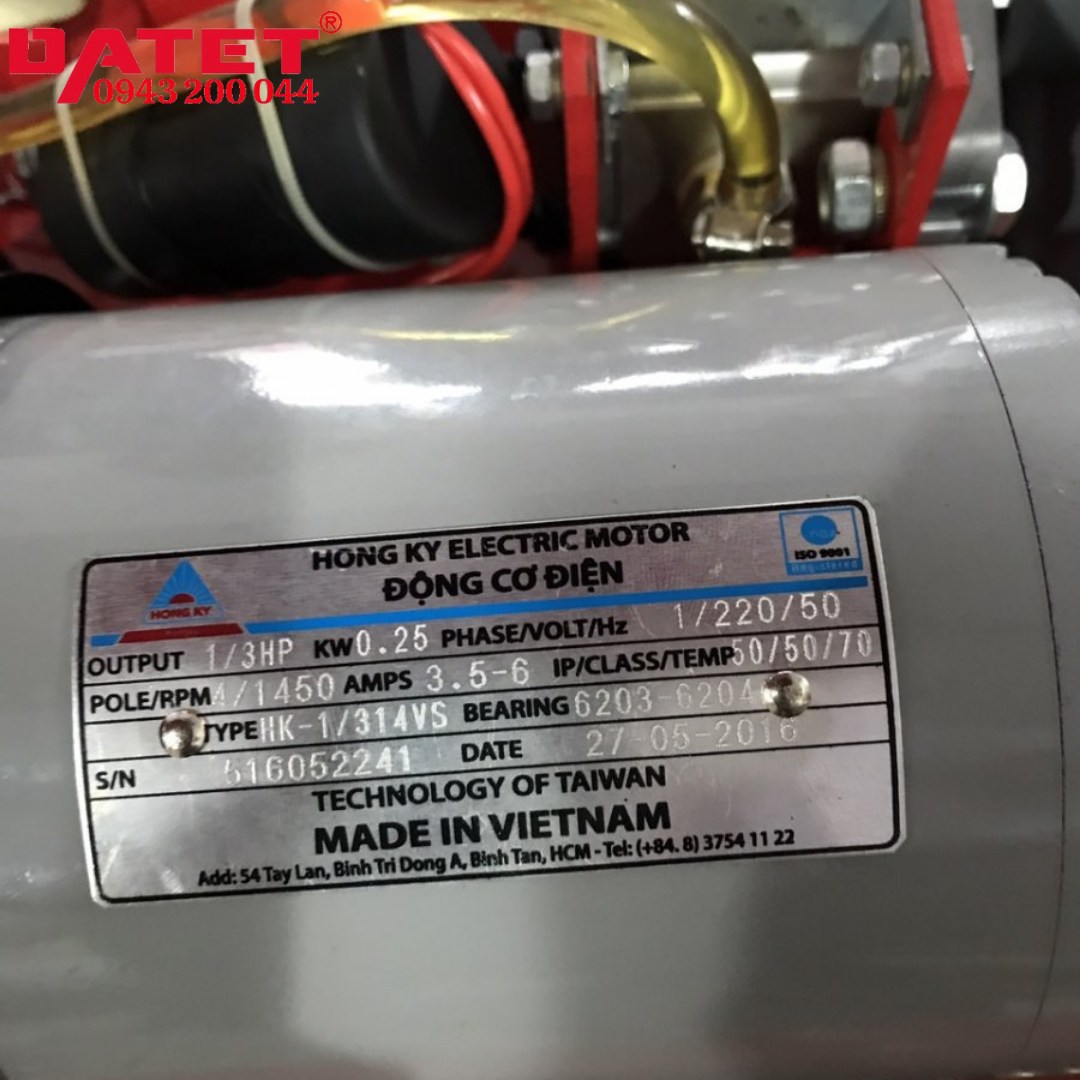 DATET®
0943 200 044
HONG KY ELECTRIC MOTOR
ĐỘNG CƠ ĐIỆN
HONG KY
ISO 9001
Registered
OUTPUT 1/3HP KW 0.25 PHASE/VOLT/Hz 1/220/50
POLE/RPM 4/1450 AMPS 3.5-6 IP/CLASS/TEMP 50/50/70
TYPE HK-1/314VS BEARING 6203-6204
S/N 516052241 DATE 27-05-2016
TECHNOLOGY OF TAIWAN
MADE IN VIETNAM
Add: 54 Tay Lan, Binh Tri Dong A, Binh Tan, HCM - Tel: (+84. 8) 3754 11 22